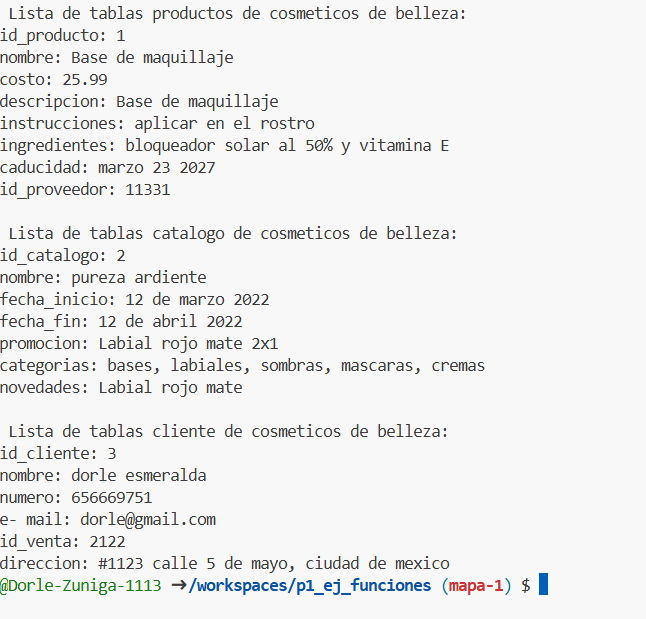 Lista de tablas productos de cosmeticos de belleza:
id_producto: 1
nombre: Base de maquillaje
costo: 25.99
descripcion: Base de maquillaje
instrucciones: aplicar en el rostro
ingredientes: bloqueador solar al 50% y vitamina E
caducidad: marzo 23 2027
id_proveedor: 11331

Lista de tablas catalogo de cosmeticos de belleza:
id_catalogo: 2
nombre: pureza ardiente
fecha_inicio: 12 de marzo 2022
fecha_fin: 12 de abril 2022
promocion: Labial rojo mate 2x1
categorias: bases, labiales, sombras, mascaras, cremas
novedades: Labial rojo mate

Lista de tablas cliente de cosmeticos de belleza:
id_cliente: 3
nombre: dorle esmeralda
numero: 656669751
e- mail: dorle@gmail.com
id_venta: 2122
direccion: #1123 calle 5 de mayo, ciudad de mexico
@Dorle-Zuniga-1113 ➜/workspaces/p1_ej_funciones (mapa-1) $